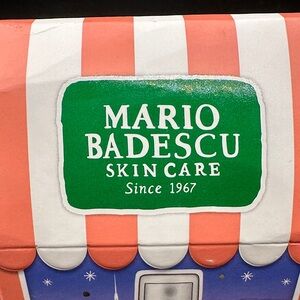 MARIO
BADESCU
SKIN CARE
Since 1967